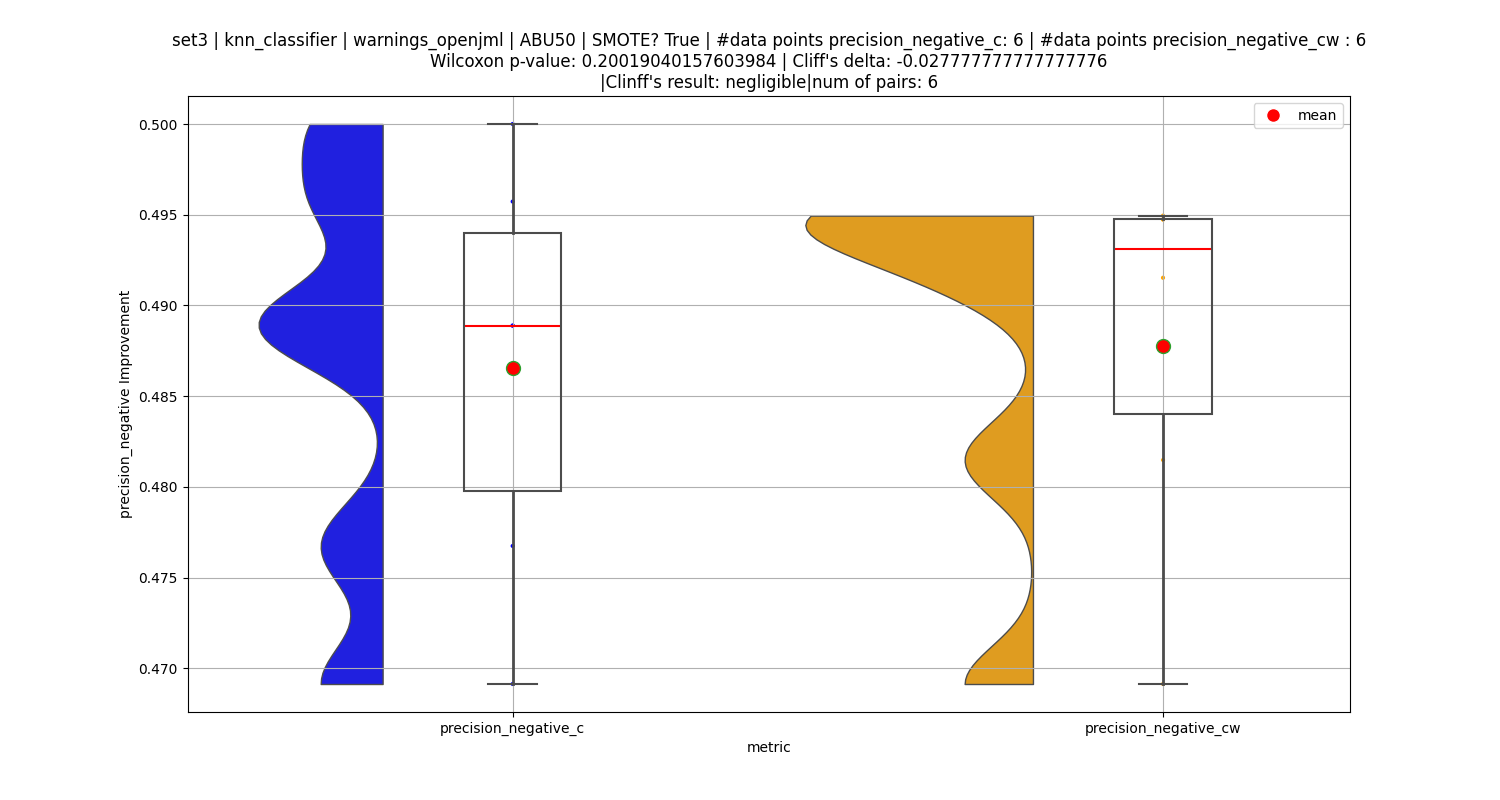 set3 | knn_classifier | warnings_openjml | ABU50 | SMOTE? True | #data points precision_negative_c: 6 | #data points precision_negative_cw : 6
Wilcoxon p-value: 0.20019040157603984 | Cliff's delta: -0.027777777777777776
|Clinff's result: negligible|num of pairs: 6
mean
0.500
0.495
0.490
0.485
0.480
0.475
0.470
precision_negative Improvement
precision_negative_c
precision_negative_cw
metric